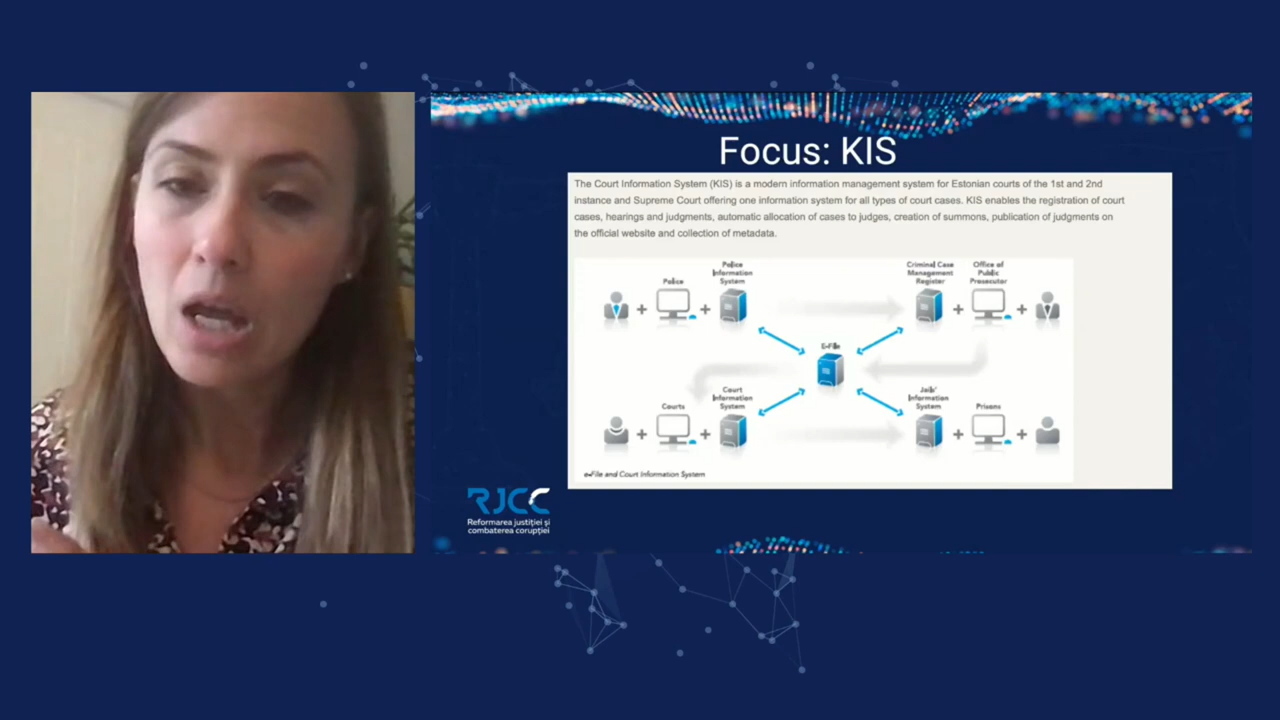 Focus: KIS
The Court Information System (KIS) is a modern information management system for Estonian courts of the 1st and 2nd
instance and Supreme Court offering one information system for all types of court cases. KIS enables the registration of court
cases, hearings and judgments, automatic allocation of cases to judges, creation of summons, publication of judgments on
the official website and collection of metadata.
Police
Police
Information
System
Criminal Case
Management
Register
Office of
Public
Prosecutor
E-File
Courts
Court
Information
System
Jails'
Information
System
Prisons
e-File and Court Information System
RJCC
Reformarea justiției și
combaterea corupției